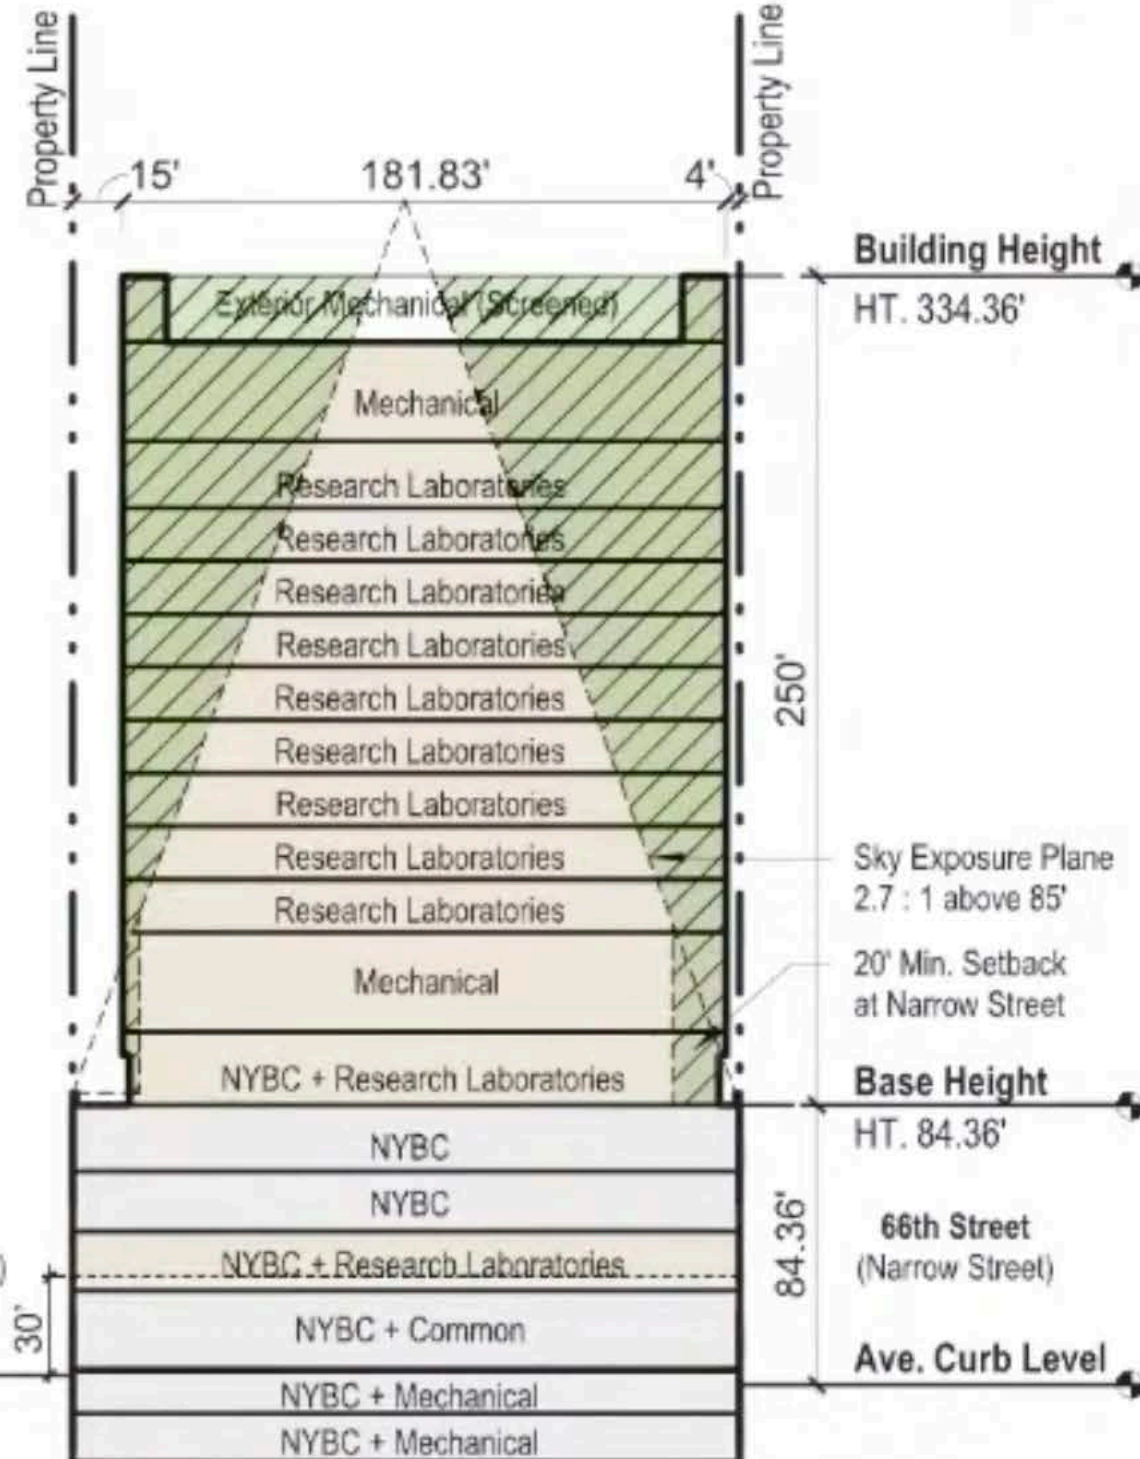 Property Line
Property Line
15'
181.83'
4'
Building Height
HT. 334.36'
Exterior Mechanical (Screened)
Mechanical
Research Laboratories
Research Laboratories
Research Laboratories
Research Laboratories
Research Laboratories
Research Laboratories
Research Laboratories
Research Laboratories
Research Laboratories
250'
Sky Exposure Plane
2.7 : 1 above 85'
Mechanical
20' Min. Setback
at Narrow Street
NYBC + Research Laboratories
Base Height
HT. 84.36'
NYBC
NYBC
84.36'
66th Street
(Narrow Street)
NYBC + Research Laboratories
)
30'
NYBC + Common
Ave. Curb Level
NYBC + Mechanical
NYBC + Mechanical